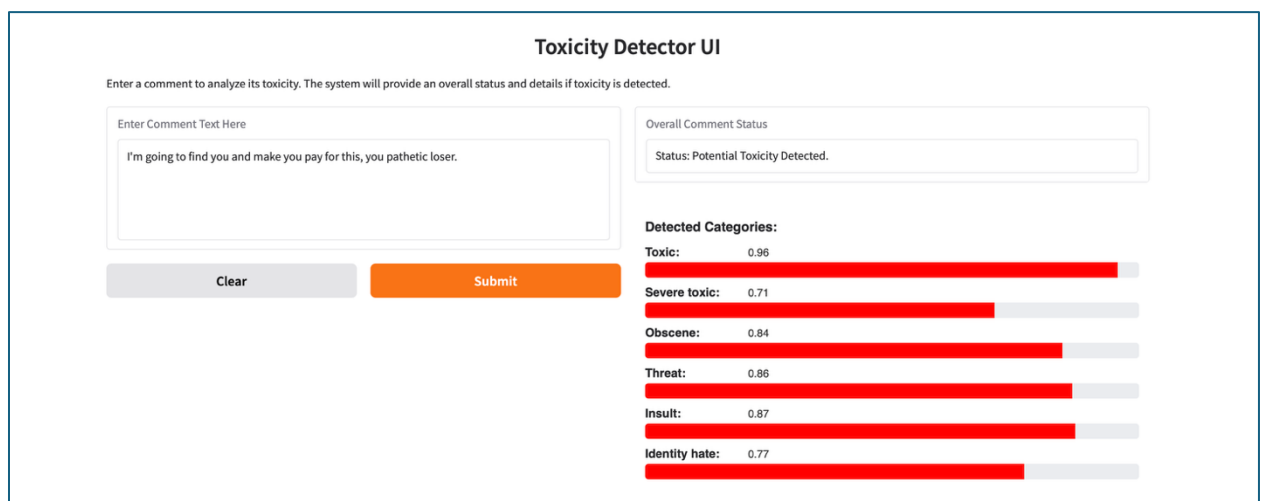 Toxicity Detector UI
Enter a comment to analyze its toxicity. The system will provide an overall status and details if toxicity is detected.
Enter Comment Text Here
I'm going to find you and make you pay for this, you pathetic loser.
Clear
Submit
Overall Comment Status
Status: Potential Toxicity Detected.
Detected Categories:
Toxic: 0.96
Severe toxic: 0.71
Obscene: 0.84
Threat: 0.86
Insult: 0.87
Identity hate: 0.77